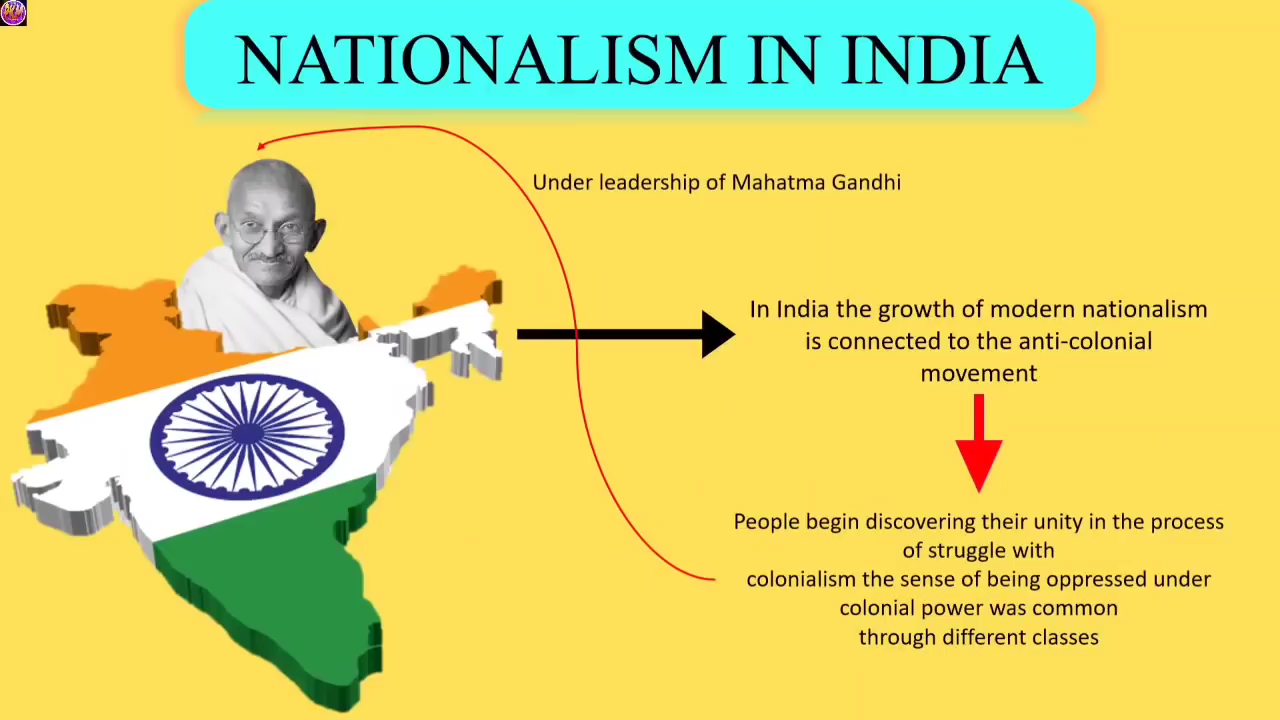 NATIONALISM IN INDIA
Under leadership of Mahatma Gandhi
In India the growth of modern nationalism
is connected to the anti-colonial
movement
People begin discovering their unity in the process
of struggle with
colonialism the sense of being oppressed under
colonial power was common
through different classes